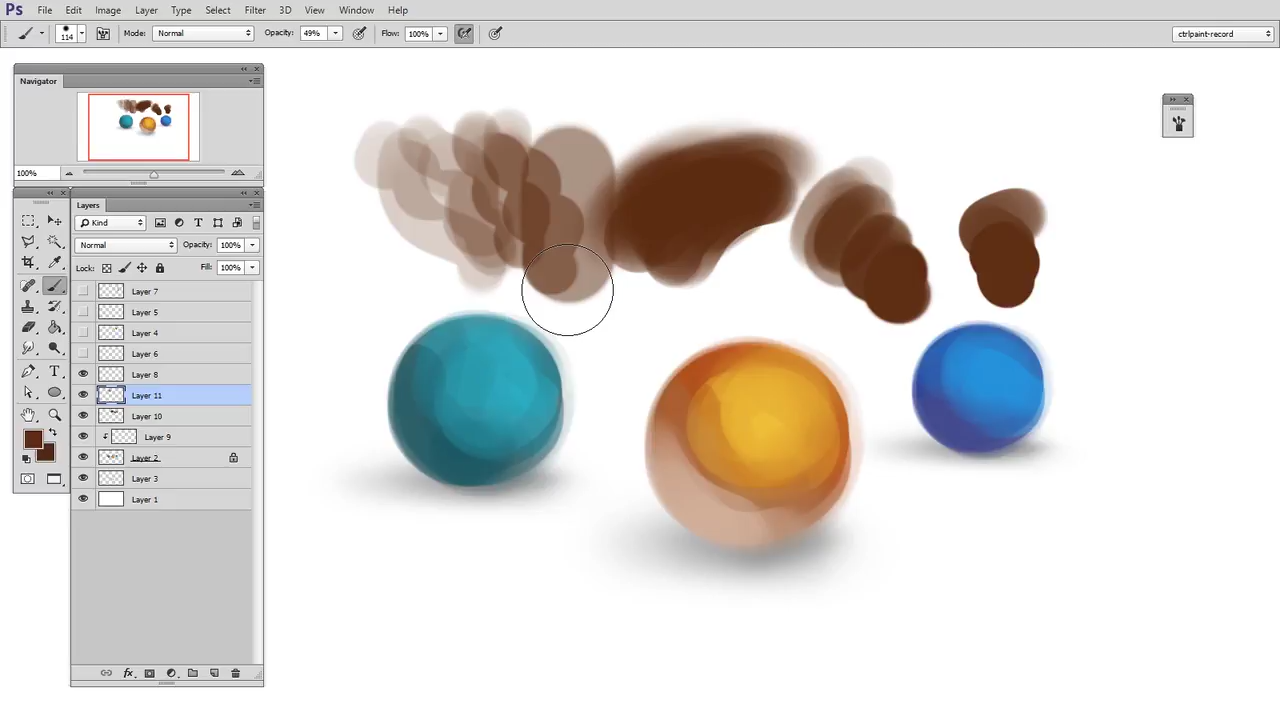 Ps File Edit Image Layer Type Select Filter 3D View Window Help
114 Mode: Normal Opacity: 49% Flow: 100% ctrlpaint-record
Navigator
100%
Layers
Kind
Normal Opacity: 100%
Lock: Fill: 100%
Layer 7
Layer 5
Layer 4
Layer 6
Layer 8
Layer 11
Layer 10
Layer 9
Layer 2
Layer 3
Layer 1